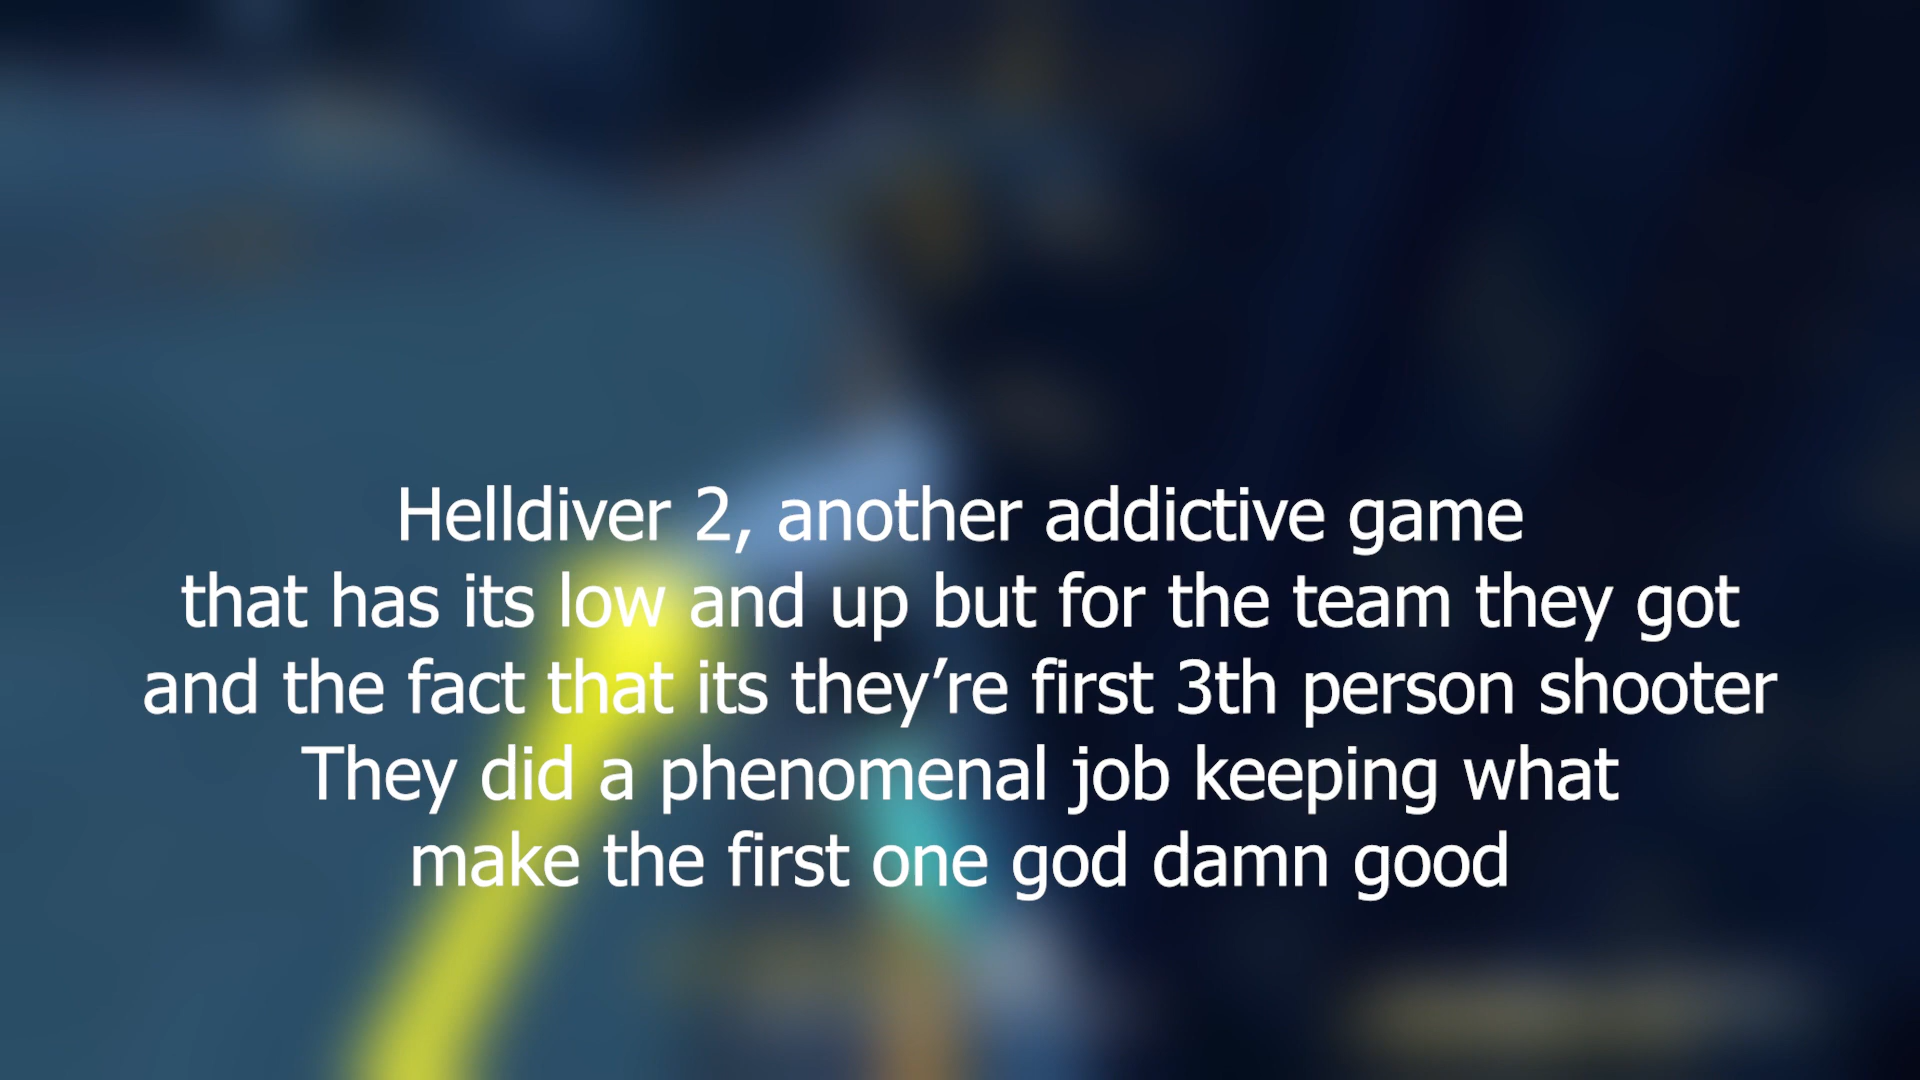 Helldiver 2, another addictive game
that has its low and up but for the team they got
and the fact that its they’re first 3th person shooter
They did a phenomenal job keeping what
make the first one god damn good